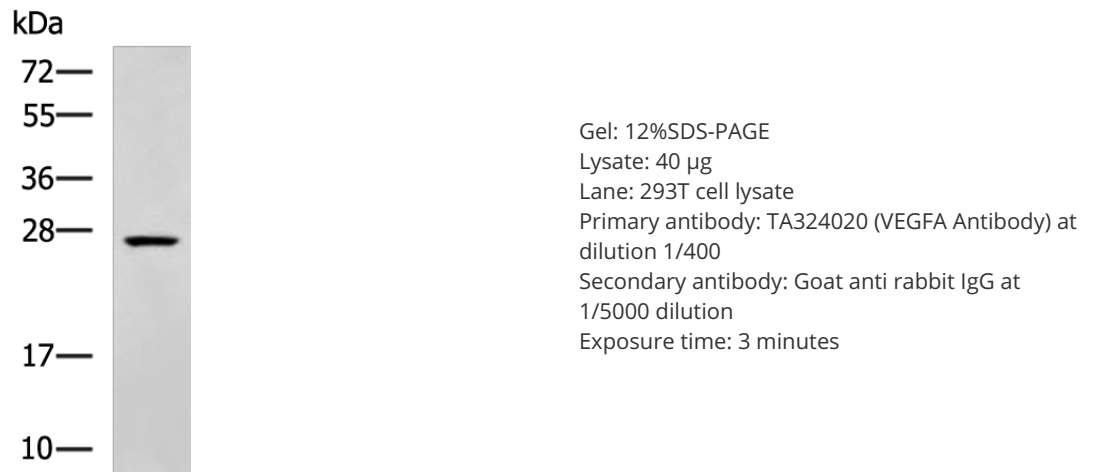 kDa
72
55
36
28
17
10
Gel: 12%SDS-PAGE
Lysate: 40 µg
Lane: 293T cell lysate
Primary antibody: TA324020 (VEGFA Antibody) at
dilution 1/400
Secondary antibody: Goat anti rabbit IgG at
1/5000 dilution
Exposure time: 3 minutes